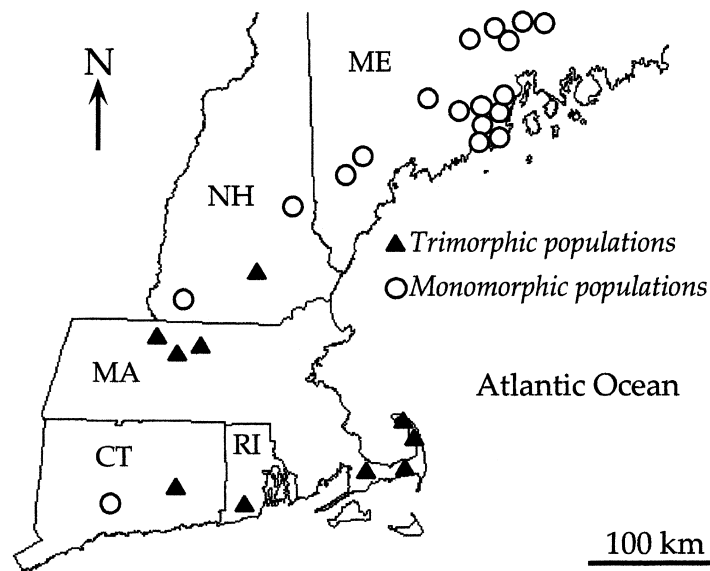 N
ME
NH
Trimorphic populations
Monomorphic populations
MA
Atlantic Ocean
CT
RI
100 km